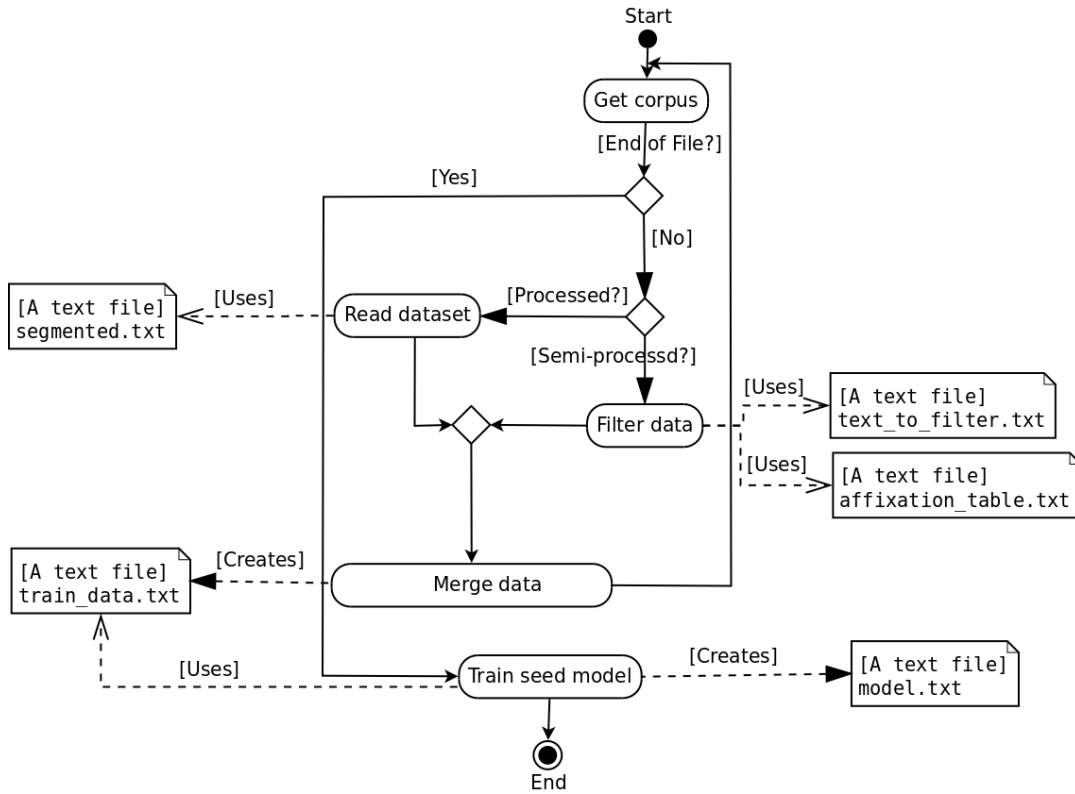 Start
Get corpus
[End of File?]
[Yes]
[No]
[A text file]
segmented.txt
[Uses]
Read dataset
[Processed?]
[Semi-processd?]
Filter data
[Uses]
[A text file]
text_to_filter.txt
[Uses]
[A text file]
affixation_table.txt
[A text file]
train_data.txt
[Creates]
Merge data
[Uses]
Train seed model
[Creates]
[A text file]
model.txt
End